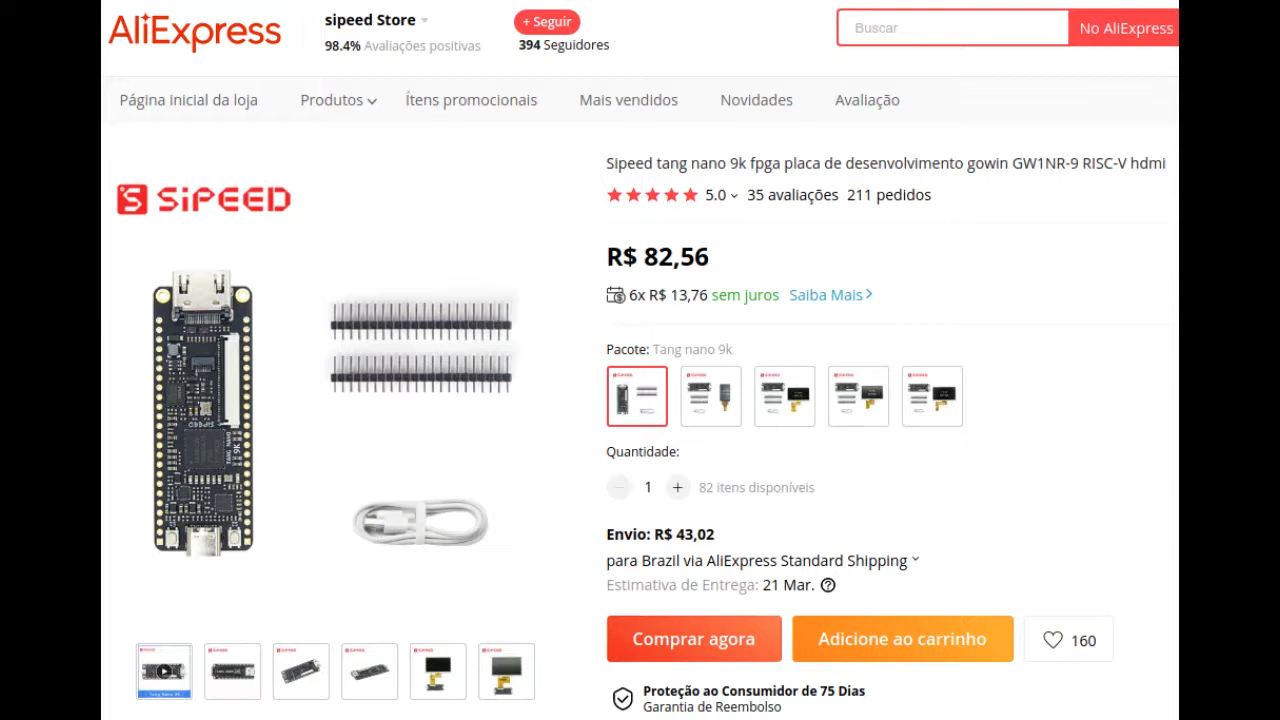 AliExpress
sipeed Store
98.4% Avaliações positivas
+ Seguir
394 Seguidores
Buscar
No AliExpress
Página inicial da loja
Produtos
Ítens promocionais
Mais vendidos
Novidades
Avaliação
SiPEED
Sipeed tang nano 9k fpga placa de desenvolvimento gowin GW1NR-9 RISC-V hdmi
5.0 35 avaliações 211 pedidos
R$ 82,56
6x R$ 13,76 sem juros Saiba Mais
Pacote: Tang nano 9k
Quantidade:
1 + 82 itens disponíveis
Envio: R$ 43,02
para Brazil via AliExpress Standard Shipping
Estimativa de Entrega: 21 Mar.
Comprar agora
Adicione ao carrinho
160
Proteção ao Consumidor de 75 Dias
Garantia de Reembolso
SIPEED
TANG NANO 9K